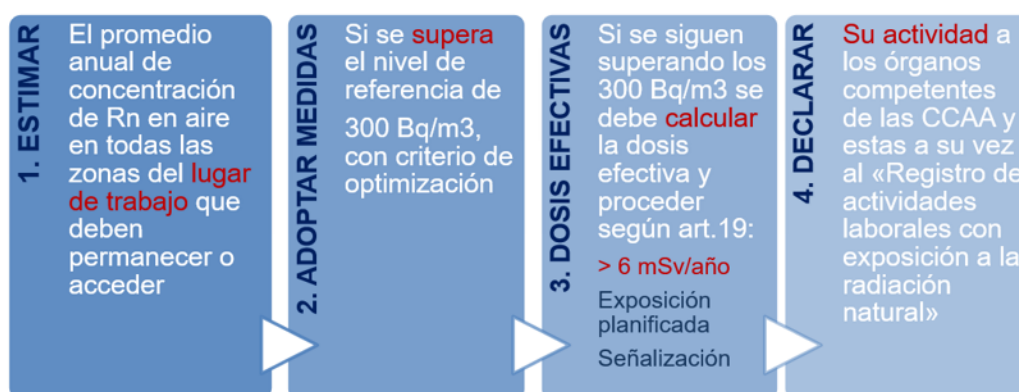 1. ESTIMAR
El promedio
anual de
concentración
de Rn en aire
en todas las
zonas del lugar
de trabajo que
deben
permanecer o
acceder
2. ADOPTAR MEDIDAS
Si se supera
el nivel de
referencia de
300 Bq/m3,
con criterio de
optimización
3. DOSIS EFECTIVAS
Si se siguen
superando los
300 Bq/m3 se
debe calcular
la dosis
efectiva y
proceder
según art.19:
> 6 mSv/año
Exposición
planificada
Señalización
4. DECLARAR
Su actividad a
los órganos
competentes
de las CCAA y
estas a su vez
al «Registro de
actividades
laborales con
exposición a la
radiación
natural»